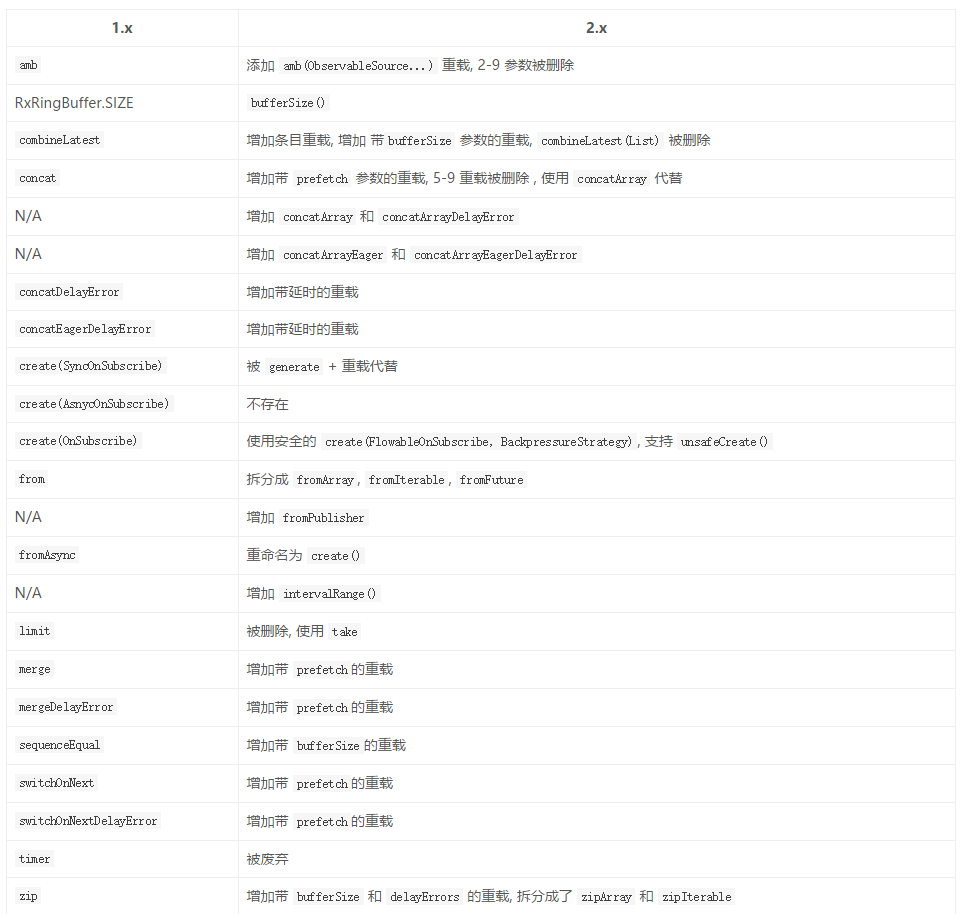 1.x 2.x
amb 添加 amb(ObservableSource...) 重载, 2-9 参数被删除
RxRingBuffer.SIZE bufferSize()
combineLatest 增加条目重载, 增加 带 bufferSize 参数的重载, combineLatest(List) 被删除
concat 增加带 prefetch 参数的重载, 5-9 重载被删除 , 使用 concatArray 代替
N/A 增加 concatArray 和 concatArrayDelayError
N/A 增加 concatArrayEager 和 concatArrayEagerDelayError
concatDelayError 增加带延时的重载
concatEagerDelayError 增加带延时的重载
create(SyncOnSubscribe) 被 generate + 重载代替
create(AsnycOnSubscribe) 不存在
create(OnSubscribe) 使用安全的 create(FlowableOnSubscribe, BackpressureStrategy) , 支持 unsafeCreate()
from 拆分成 fromArray , fromIterable , fromFuture
N/A 增加 fromPublisher
fromAsync 重命名为 create()
N/A 增加 intervalRange()
limit 被删除, 使用 take
merge 增加带 prefetch 的重载
mergeDelayError 增加带 prefetch 的重载
sequenceEqual 增加带 bufferSize 的重载
switchOnNext 增加带 prefetch 的重载
switchOnNextDelayError 增加带 prefetch 的重载
timer 被废弃
zip 增加带 bufferSize 和 delayErrors 的重载, 拆分成了 zipArray 和 zipIterable